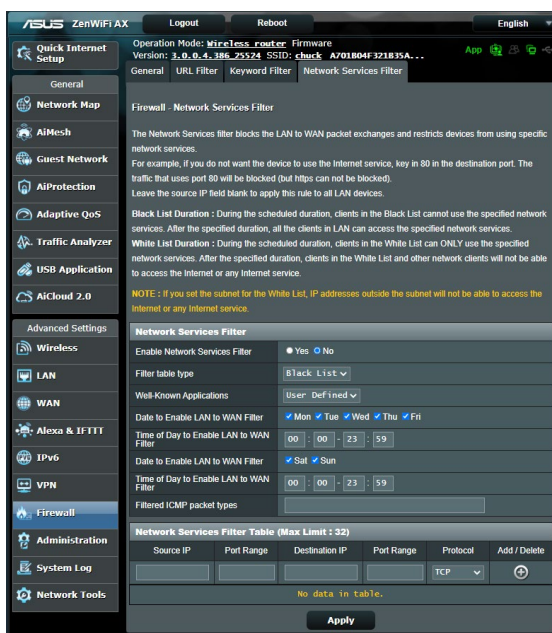 ASUS ZenWiFi AX Logout Reboot English
Quick Internet Setup
Operation Mode: Wireless router Firmware
Version: 3.0.0.4.386_25524 SSID: chuck A701B04F321B35A... App
General URL Filter Keyword Filter Network Services Filter
General
Network Map
AiMesh
Guest Network
AiProtection
Adaptive QoS
Traffic Analyzer
USB Application
AiCloud 2.0
Advanced Settings
Wireless
LAN
WAN
Alexa & IFTTT
IPv6
VPN
Firewall
Administration
System Log
Network Tools
Firewall - Network Services Filter
The Network Services filter blocks the LAN to WAN packet exchanges and restricts devices from using specific
network services.
For example, if you do not want the device to use the Internet service, key in 80 in the destination port. The
traffic that uses port 80 will be blocked (but https can not be blocked).
Leave the source IP field blank to apply this rule to all LAN devices.
Black List Duration : During the scheduled duration, clients in the Black List cannot use the specified network
services. After the specified duration, all the clients in LAN can access the specified network services.
White List Duration : During the scheduled duration, clients in the White List can ONLY use the specified
network services. After the specified duration, clients in the White List and other network clients will not be able
to access the Internet or any Internet service.
NOTE : If you set the subnet for the White List, IP addresses outside the subnet will not be able to access the
Internet or any Internet service.
Network Services Filter
Enable Network Services Filter Yes No
Filter table type Black List
Well-Known Applications User Defined
Date to Enable LAN to WAN Filter Mon Tue Wed Thu Fri
Time of Day to Enable LAN to WAN
Filter 00 : 00 - 23 : 59
Date to Enable LAN to WAN Filter Sat Sun
Time of Day to Enable LAN to WAN
Filter 00 : 00 - 23 : 59
Filtered ICMP packet types
Network Services Filter Table (Max Limit : 32)
Source IP Port Range Destination IP Port Range Protocol Add / Delete
TCP
No data in table.
Apply